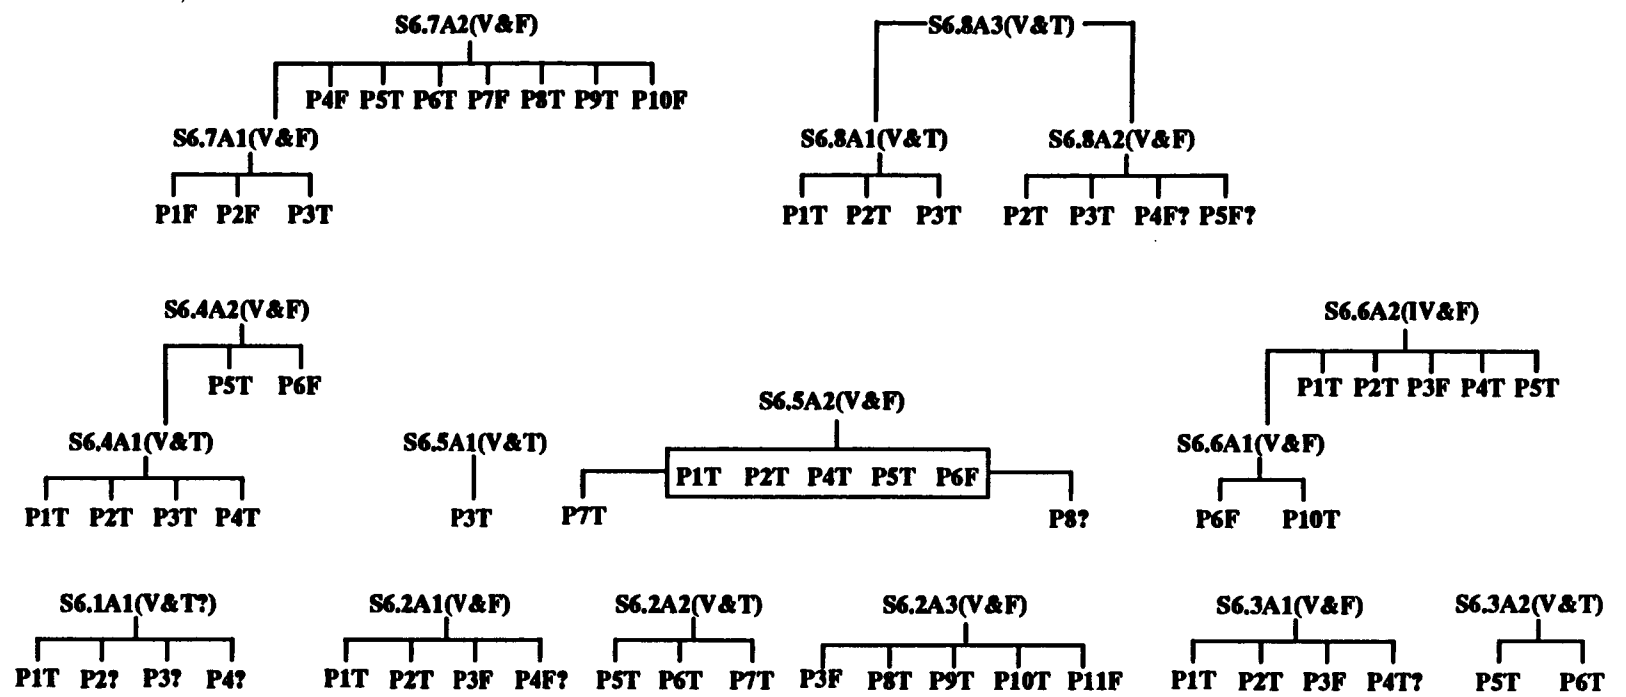 S6.7A2(V&F) S6.8A3(V&T)
P4F P5T P6T P7F P8T P9T P10F
S6.7A1(V&F) S6.8A1(V&T) S6.8A2(V&F)
P1F P2F P3T P1T P2T P3T P2T P3T P4F? P5F?
S6.4A2(V&F) S6.6A2(IV&F)
P5T P6F P1T P2T P3F P4T P5T
S6.5A2(V&F)
S6.4A1(V&T) S6.5A1(V&T) S6.6A1(V&F)
P1T P2T P4T P5T P6F
P1T P2T P3T P4T P3T P7T P8? P6F P10T
S6.1A1(V&T?) S6.2A1(V&F) S6.2A2(V&T) S6.2A3(V&F) S6.3A1(V&F) S6.3A2(V&T)
P1T P2? P3? P4? P1T P2T P3F P4F? P5T P6T P7T P3F P8T P9T P10T P11F P1T P2T P3F P4T? P5T P6T